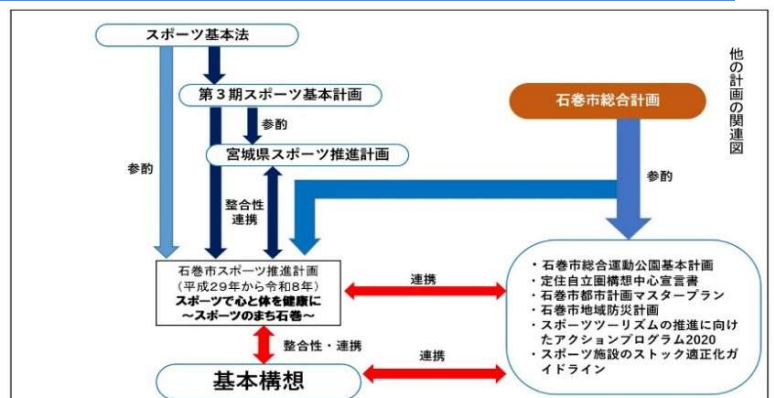 スポーツ基本法
他の計画の関連図
第3期スポーツ基本計画
石巻市総合計画
参酌
宮城県スポーツ推進計画
参酌
参酌
整合性
連携
石巻市スポーツ推進計画
(平成29年から令和8年)
スポーツで心と体を健康に
~スポーツのまち石巻~
連携
・石巻市総合運動公園基本計画
・定住自立圏構想中心宣言書
・石巻市都市計画マスタープラン
・石巻市地域防災計画
・スポーツツーリズムの推進に向け
たアクションプログラム2020
・スポーツ施設のストック適正化ガ
イドライン
整合性・連携
連携
基本構想